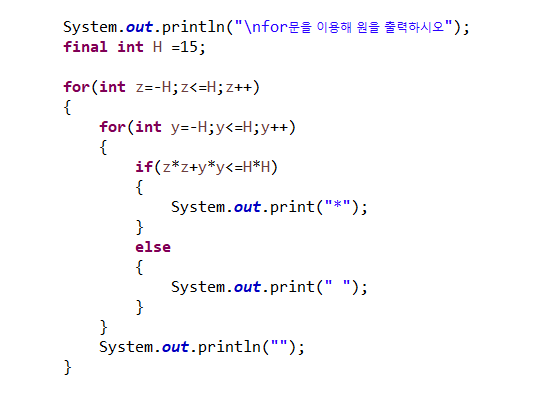 System.out.println("\nfor문을 이용해 원을 출력하시오");
final int H =15;
for(int z=-H;z<=H;z++)
{
for(int y=-H;y<=H;y++)
{
if(z*z+y*y<=H*H)
{
System.out.print("*");
}
else
{
System.out.print(" ");
}
}
System.out.println("");
}